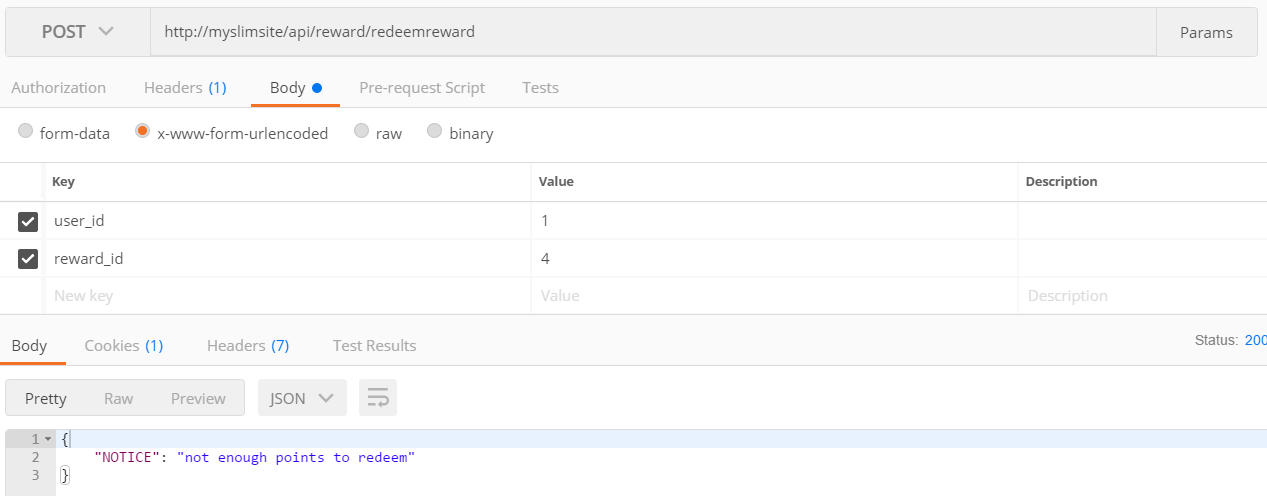 POST http://myslimsite/api/reward/redeemreward Params
Authorization Headers (1) Body Pre-request Script Tests
form-data x-www-form-urlencoded raw binary
Key Value Description
user_id 1
reward_id 4
New key Value Description
Body Cookies (1) Headers (7) Test Results Status: 200
Pretty Raw Preview JSON
1 {
2 "NOTICE": "not enough points to redeem"
3 }